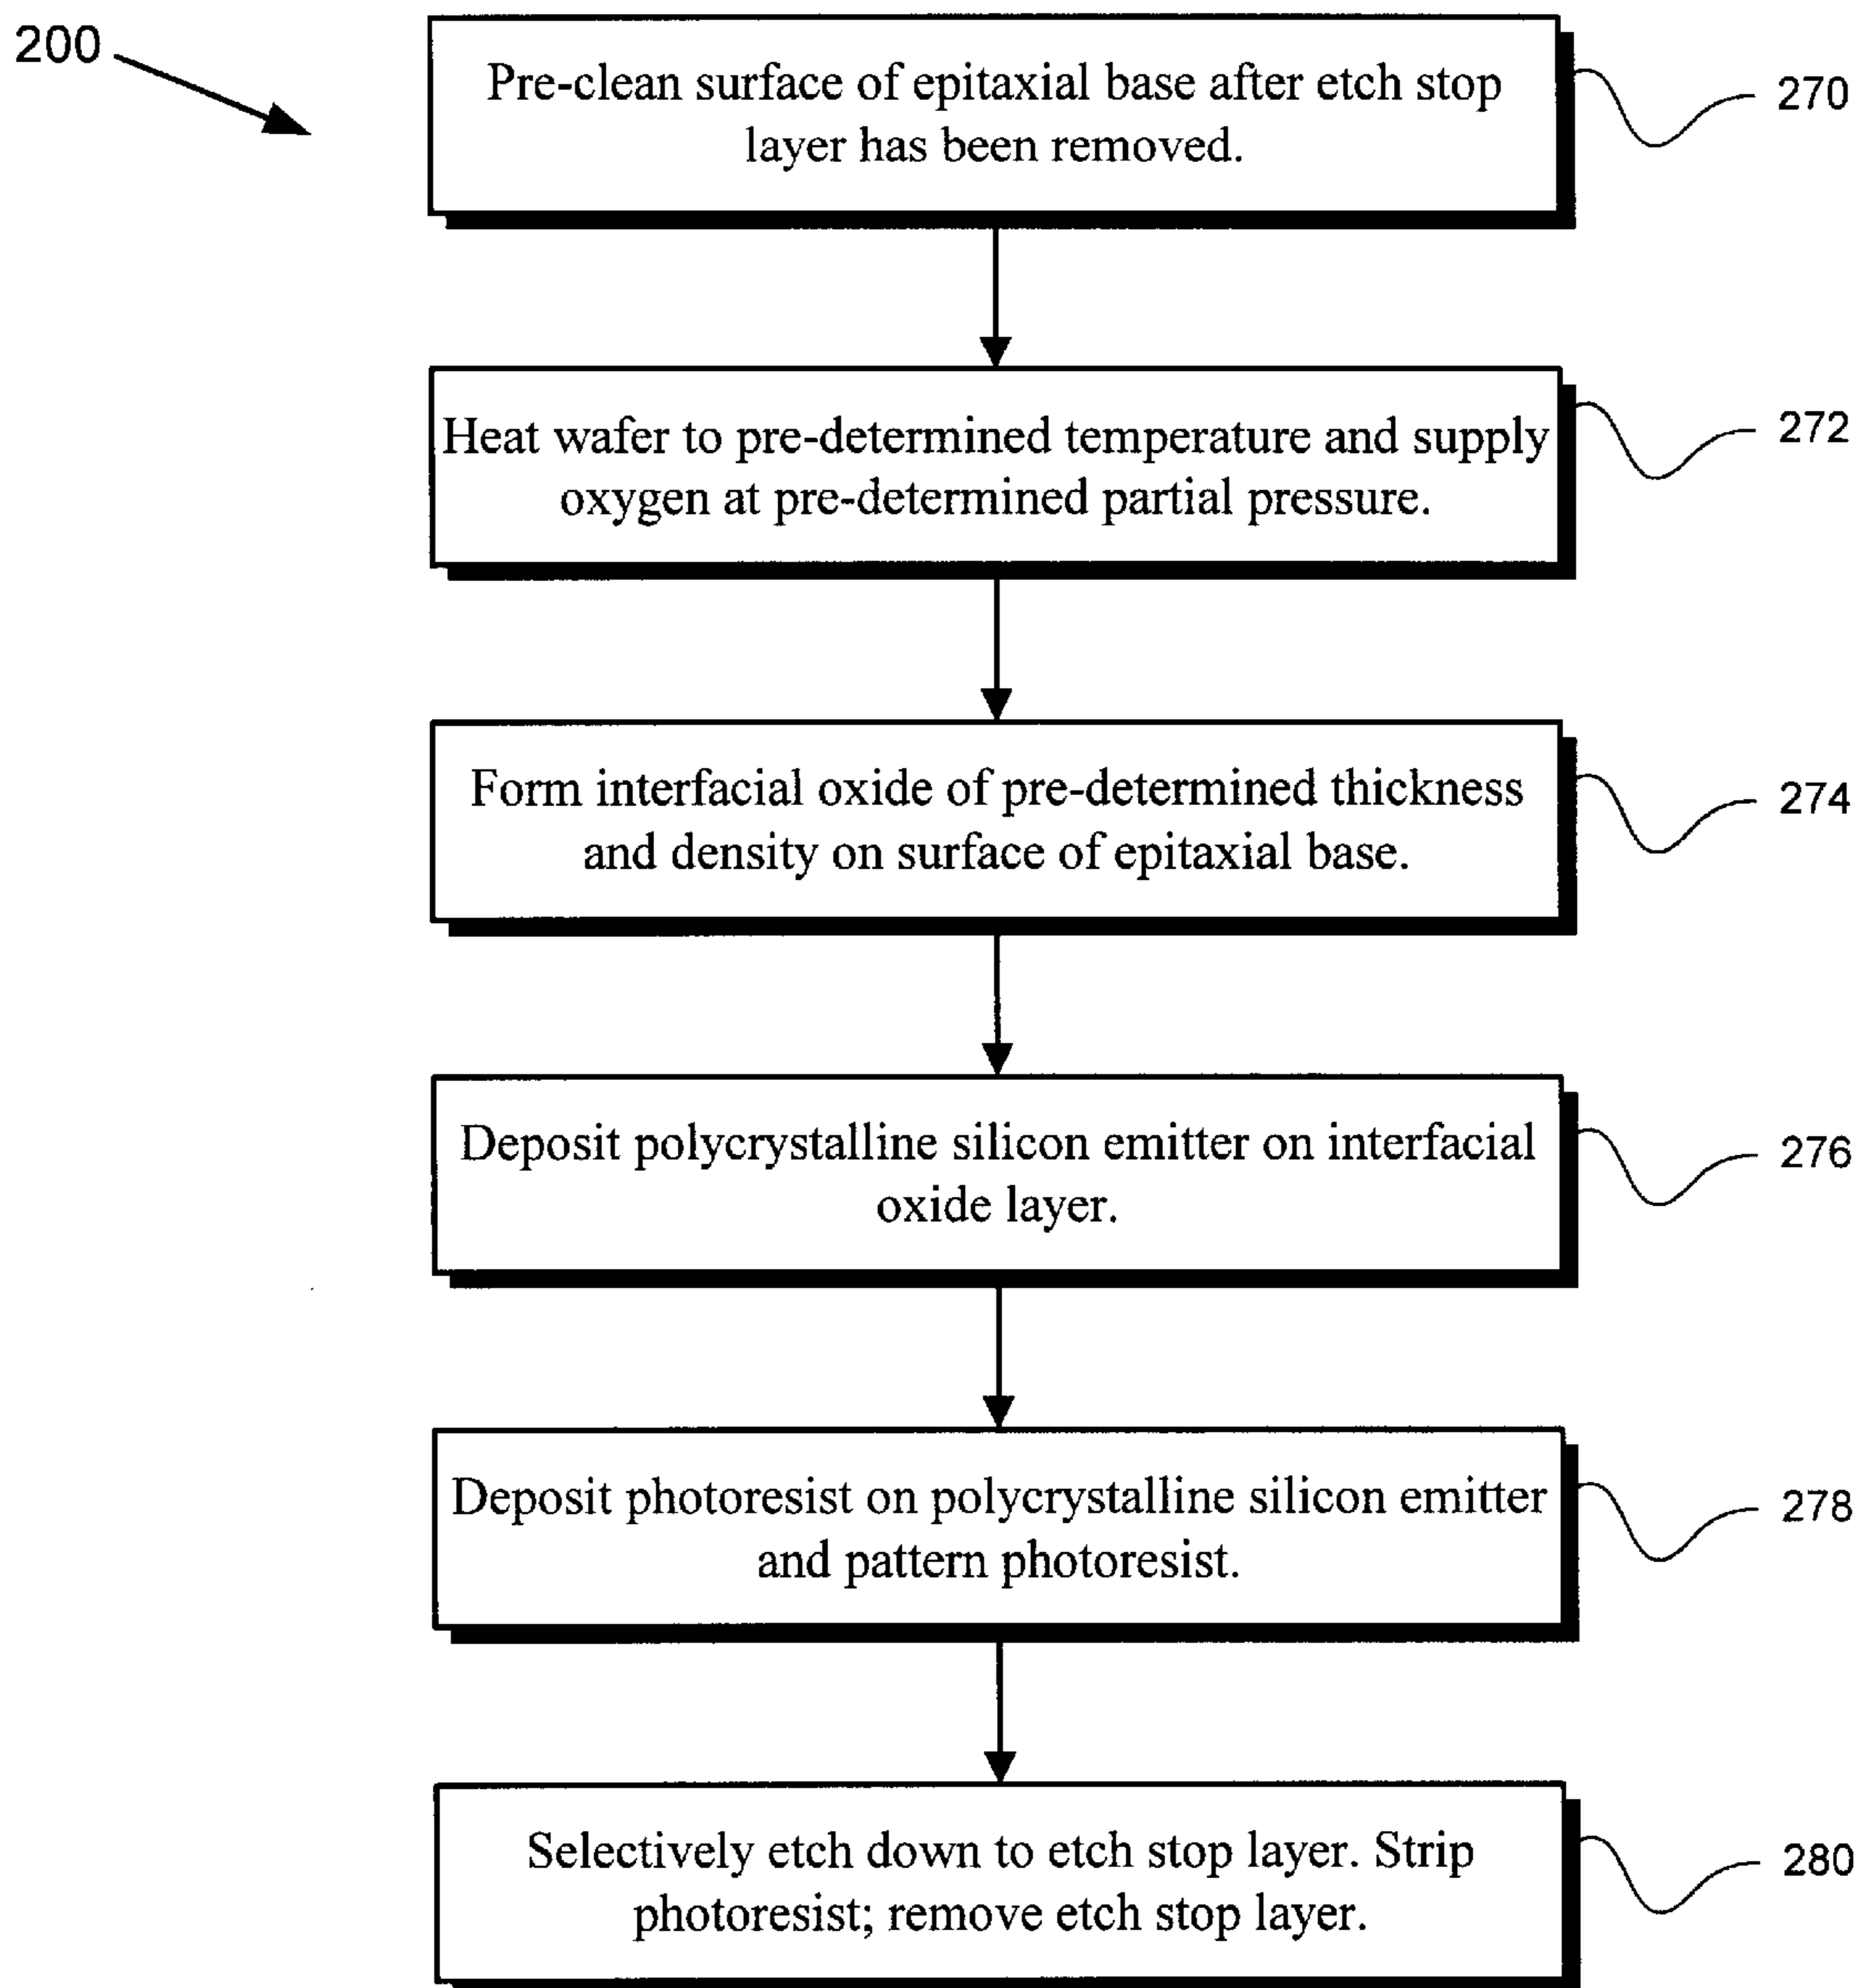 200
Pre-clean surface of epitaxial base after etch stop
layer has been removed.
270
Heat wafer to pre-determined temperature and supply
oxygen at pre-determined partial pressure.
272
Form interfacial oxide of pre-determined thickness
and density on surface of epitaxial base.
274
Deposit polycrystalline silicon emitter on interfacial
oxide layer.
276
Deposit photoresist on polycrystalline silicon emitter
and pattern photoresist.
278
Selectively etch down to etch stop layer. Strip
photoresist; remove etch stop layer.
280